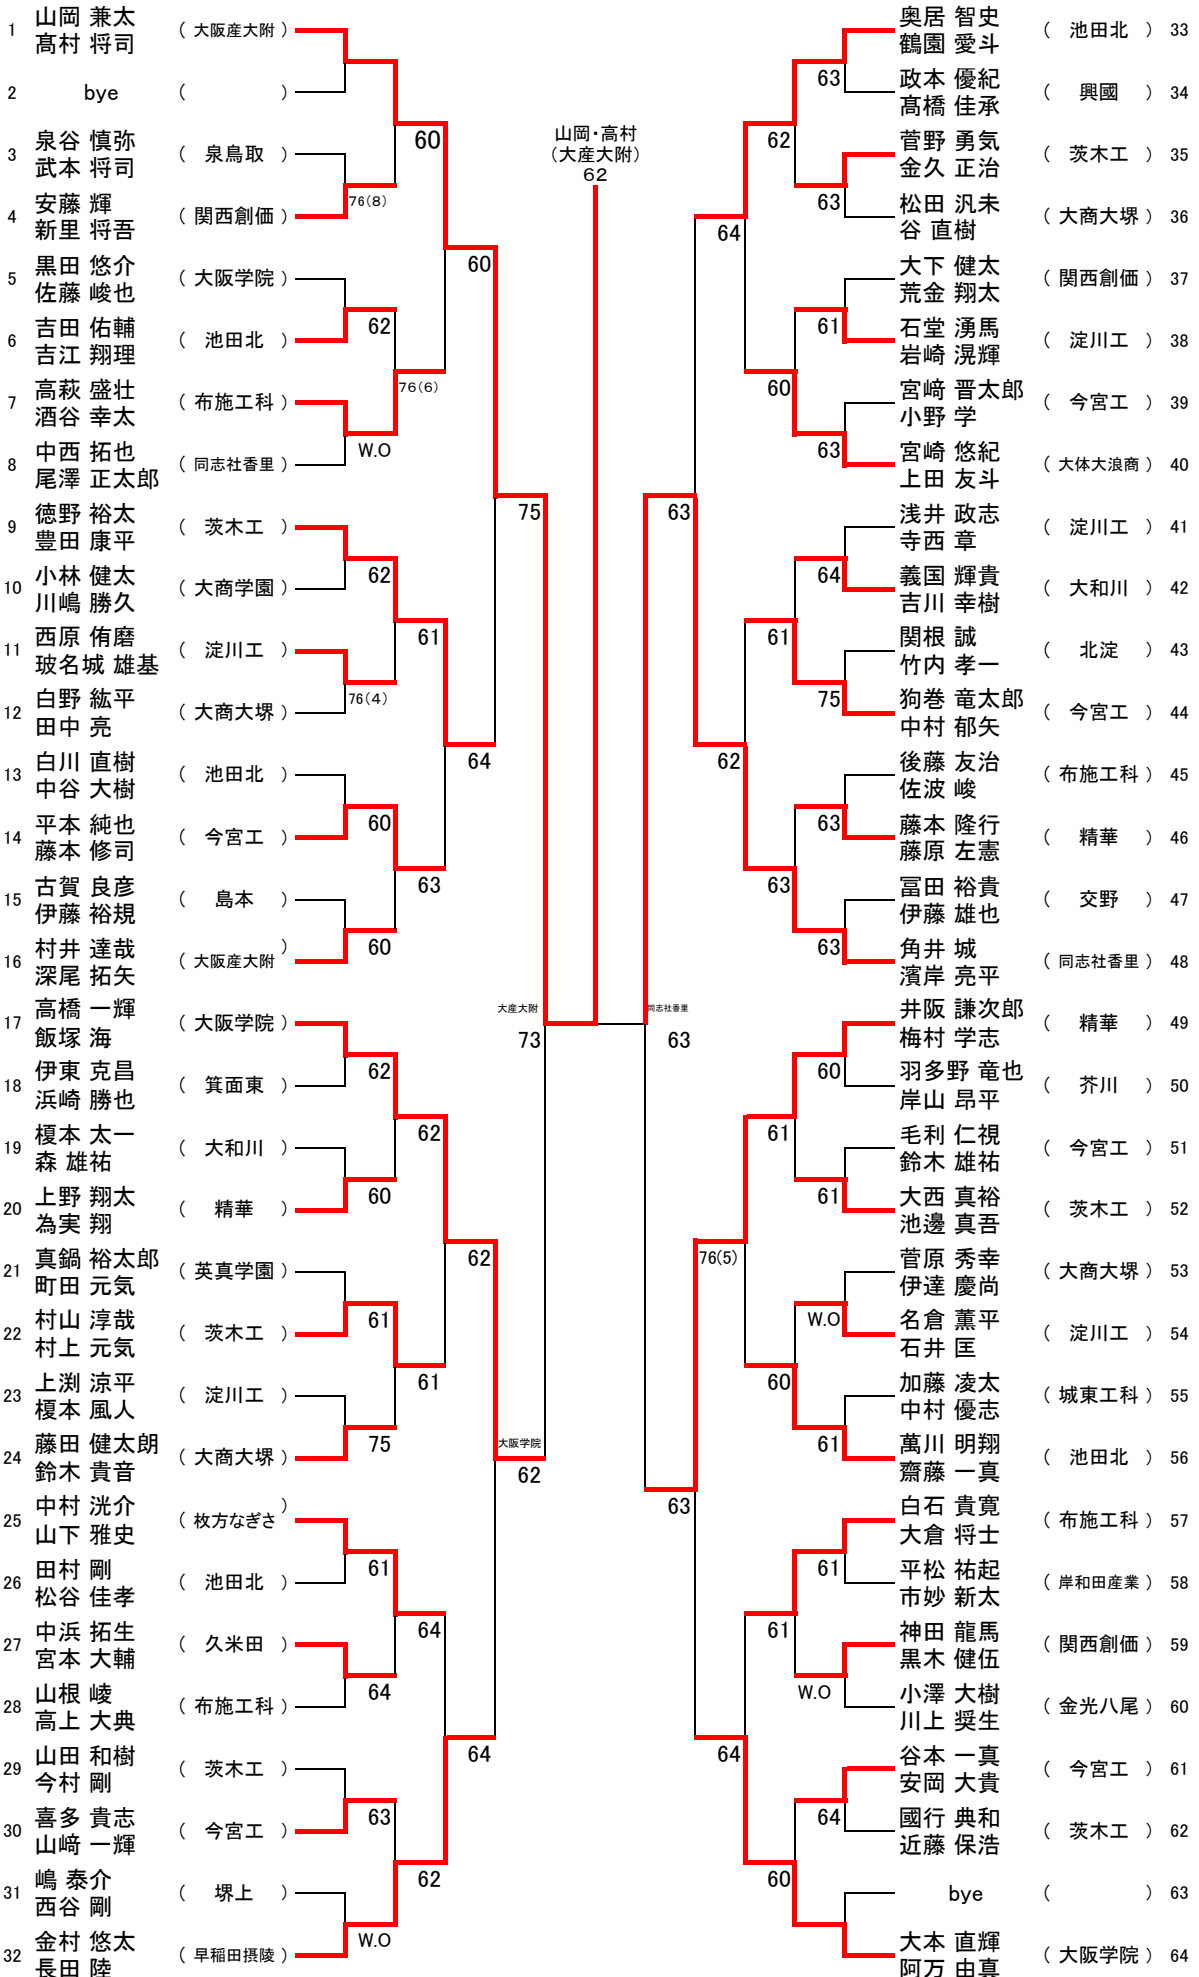 1 山岡 兼太 ( 大阪産大附 )
髙村 将司
2 bye ( )
3 泉谷 慎弥 ( 泉鳥取 )
武本 将司
4 安藤 輝 ( 関西創価 )
新里 将吾
5 黒田 悠介 ( 大阪学院 )
佐藤 峻也
6 吉田 佑輔 ( 池田北 )
吉江 翔理
7 高萩 盛壮 ( 布施工科 )
酒谷 幸太
8 中西 拓也 ( 同志社香里 )
尾澤 正太郎
9 德野 裕太 ( 茨木工 )
豊田 康平
10 小林 健太 ( 大商学園 )
川嶋 勝久
11 西原 侑磨 ( 淀川工 )
玻名城 雄基
12 白野 紘平 ( 大商大堺 )
田中 亮
13 白川 直樹 ( 池田北 )
中谷 大樹
14 平本 純也 ( 今宮工 )
藤本 修司
15 古賀 良彦 ( 島本 )
伊藤 裕規
16 村井 達哉 ( 大阪産大附 )
深尾 拓矢
17 高橋 一輝 ( 大阪学院 )
飯塚 海
18 伊東 克昌 ( 箕面東 )
浜崎 勝也
19 榎本 太一 ( 大和川 )
森 雄祐
20 上野 翔太 ( 精華 )
為実 翔
21 真鍋 裕太郎 ( 英真学園 )
町田 元気
22 村山 淳哉 ( 茨木工 )
村上 元気
23 上渕 涼平 ( 淀川工 )
榎本 風人
24 藤田 健太朗 ( 大商大堺 )
鈴木 貴音
25 中村 洸介 ( 枚方なぎさ )
山下 雅史
26 田村 剛 ( 池田北 )
松谷 佳孝
27 中浜 拓生 ( 久米田 )
宮本 大輔
28 山根 崚 ( 布施工科 )
高上 大典
29 山田 和樹 ( 茨木工 )
今村 剛
30 喜多 貴志 ( 今宮工 )
山﨑 一輝
31 嶋 泰介 ( 堺上 )
西谷 剛
32 金村 悠太 ( 早稲田摂陵 )
長田 陸
76(8)
62
W.O
62
76(4)
60
60
62
60
61
75
61
64
63
W.O
60
76(6)
61
63
62
61
64
62
60
64
62
64
75
大阪学院
62
大産大附
73
山岡・高村
(大産大附)
62
同志社香里
63
63
63
64
62
76(5)
64
62
60
61
63
61
60
61
60
63
63
61
63
64
75
63
63
60
61
W.O
61
61
W.O
64
奥居 智史 ( 池田北 ) 33
鶴園 愛斗
政本 優紀 ( 興國 ) 34
髙橋 佳承
菅野 勇気 ( 茨木工 ) 35
金久 正治
松田 汎未 ( 大商大堺 ) 36
谷 直樹
大下 健太 ( 関西創価 ) 37
荒金 翔太
石堂 湧馬 ( 淀川工 ) 38
岩崎 滉輝
宮﨑 晋太郎 ( 今宮工 ) 39
小野 学
宮崎 悠紀 ( 大体大浪商 ) 40
上田 友斗
浅井 政志 ( 淀川工 ) 41
寺西 章
義国 輝貴 ( 大和川 ) 42
吉川 幸樹
関根 誠 ( 北淀 ) 43
竹内 孝一
狗巻 竜太郎 ( 今宮工 ) 44
中村 郁矢
後藤 友治 ( 布施工科 ) 45
佐波 峻
藤本 隆行 ( 精華 ) 46
藤原 左憲
冨田 裕貴 ( 交野 ) 47
伊藤 雄也
角井 城 ( 同志社香里 ) 48
濱岸 亮平
井阪 謙次郎 ( 精華 ) 49
梅村 学志
羽多野 竜也 ( 芥川 ) 50
岸山 昂平
毛利 仁視 ( 今宮工 ) 51
鈴木 雄祐
大西 真裕 ( 茨木工 ) 52
池邊 真吾
菅原 秀幸 ( 大商大堺 ) 53
伊達 慶尚
名倉 薫平 ( 淀川工 ) 54
石井 匡
加藤 凌太 ( 城東工科 ) 55
中村 優志
萬川 明翔 ( 池田北 ) 56
齋藤 一真
白石 貴寛 ( 布施工科 ) 57
大倉 将士
平松 祐起 ( 岸和田産業 ) 58
市妙 新太
神田 龍馬 ( 関西創価 ) 59
黒木 健伍
小澤 大樹 ( 金光八尾 ) 60
川上 奨生
谷本 一真 ( 今宮工 ) 61
安岡 大貴
國行 典和 ( 茨木工 ) 62
近藤 保浩
bye ( ) 63
大本 直輝 ( 大阪学院 ) 64
阿万 由真